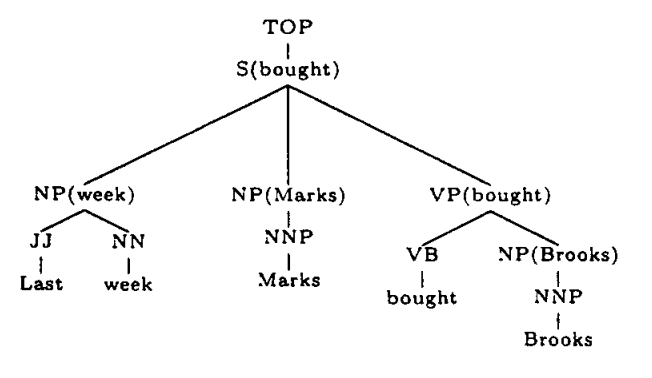 TOP
S(bought)
NP(week) NP(Marks) VP(bought)
JJ NN NNP VB NP(Brooks)
Last week Marks bought NNP
Brooks